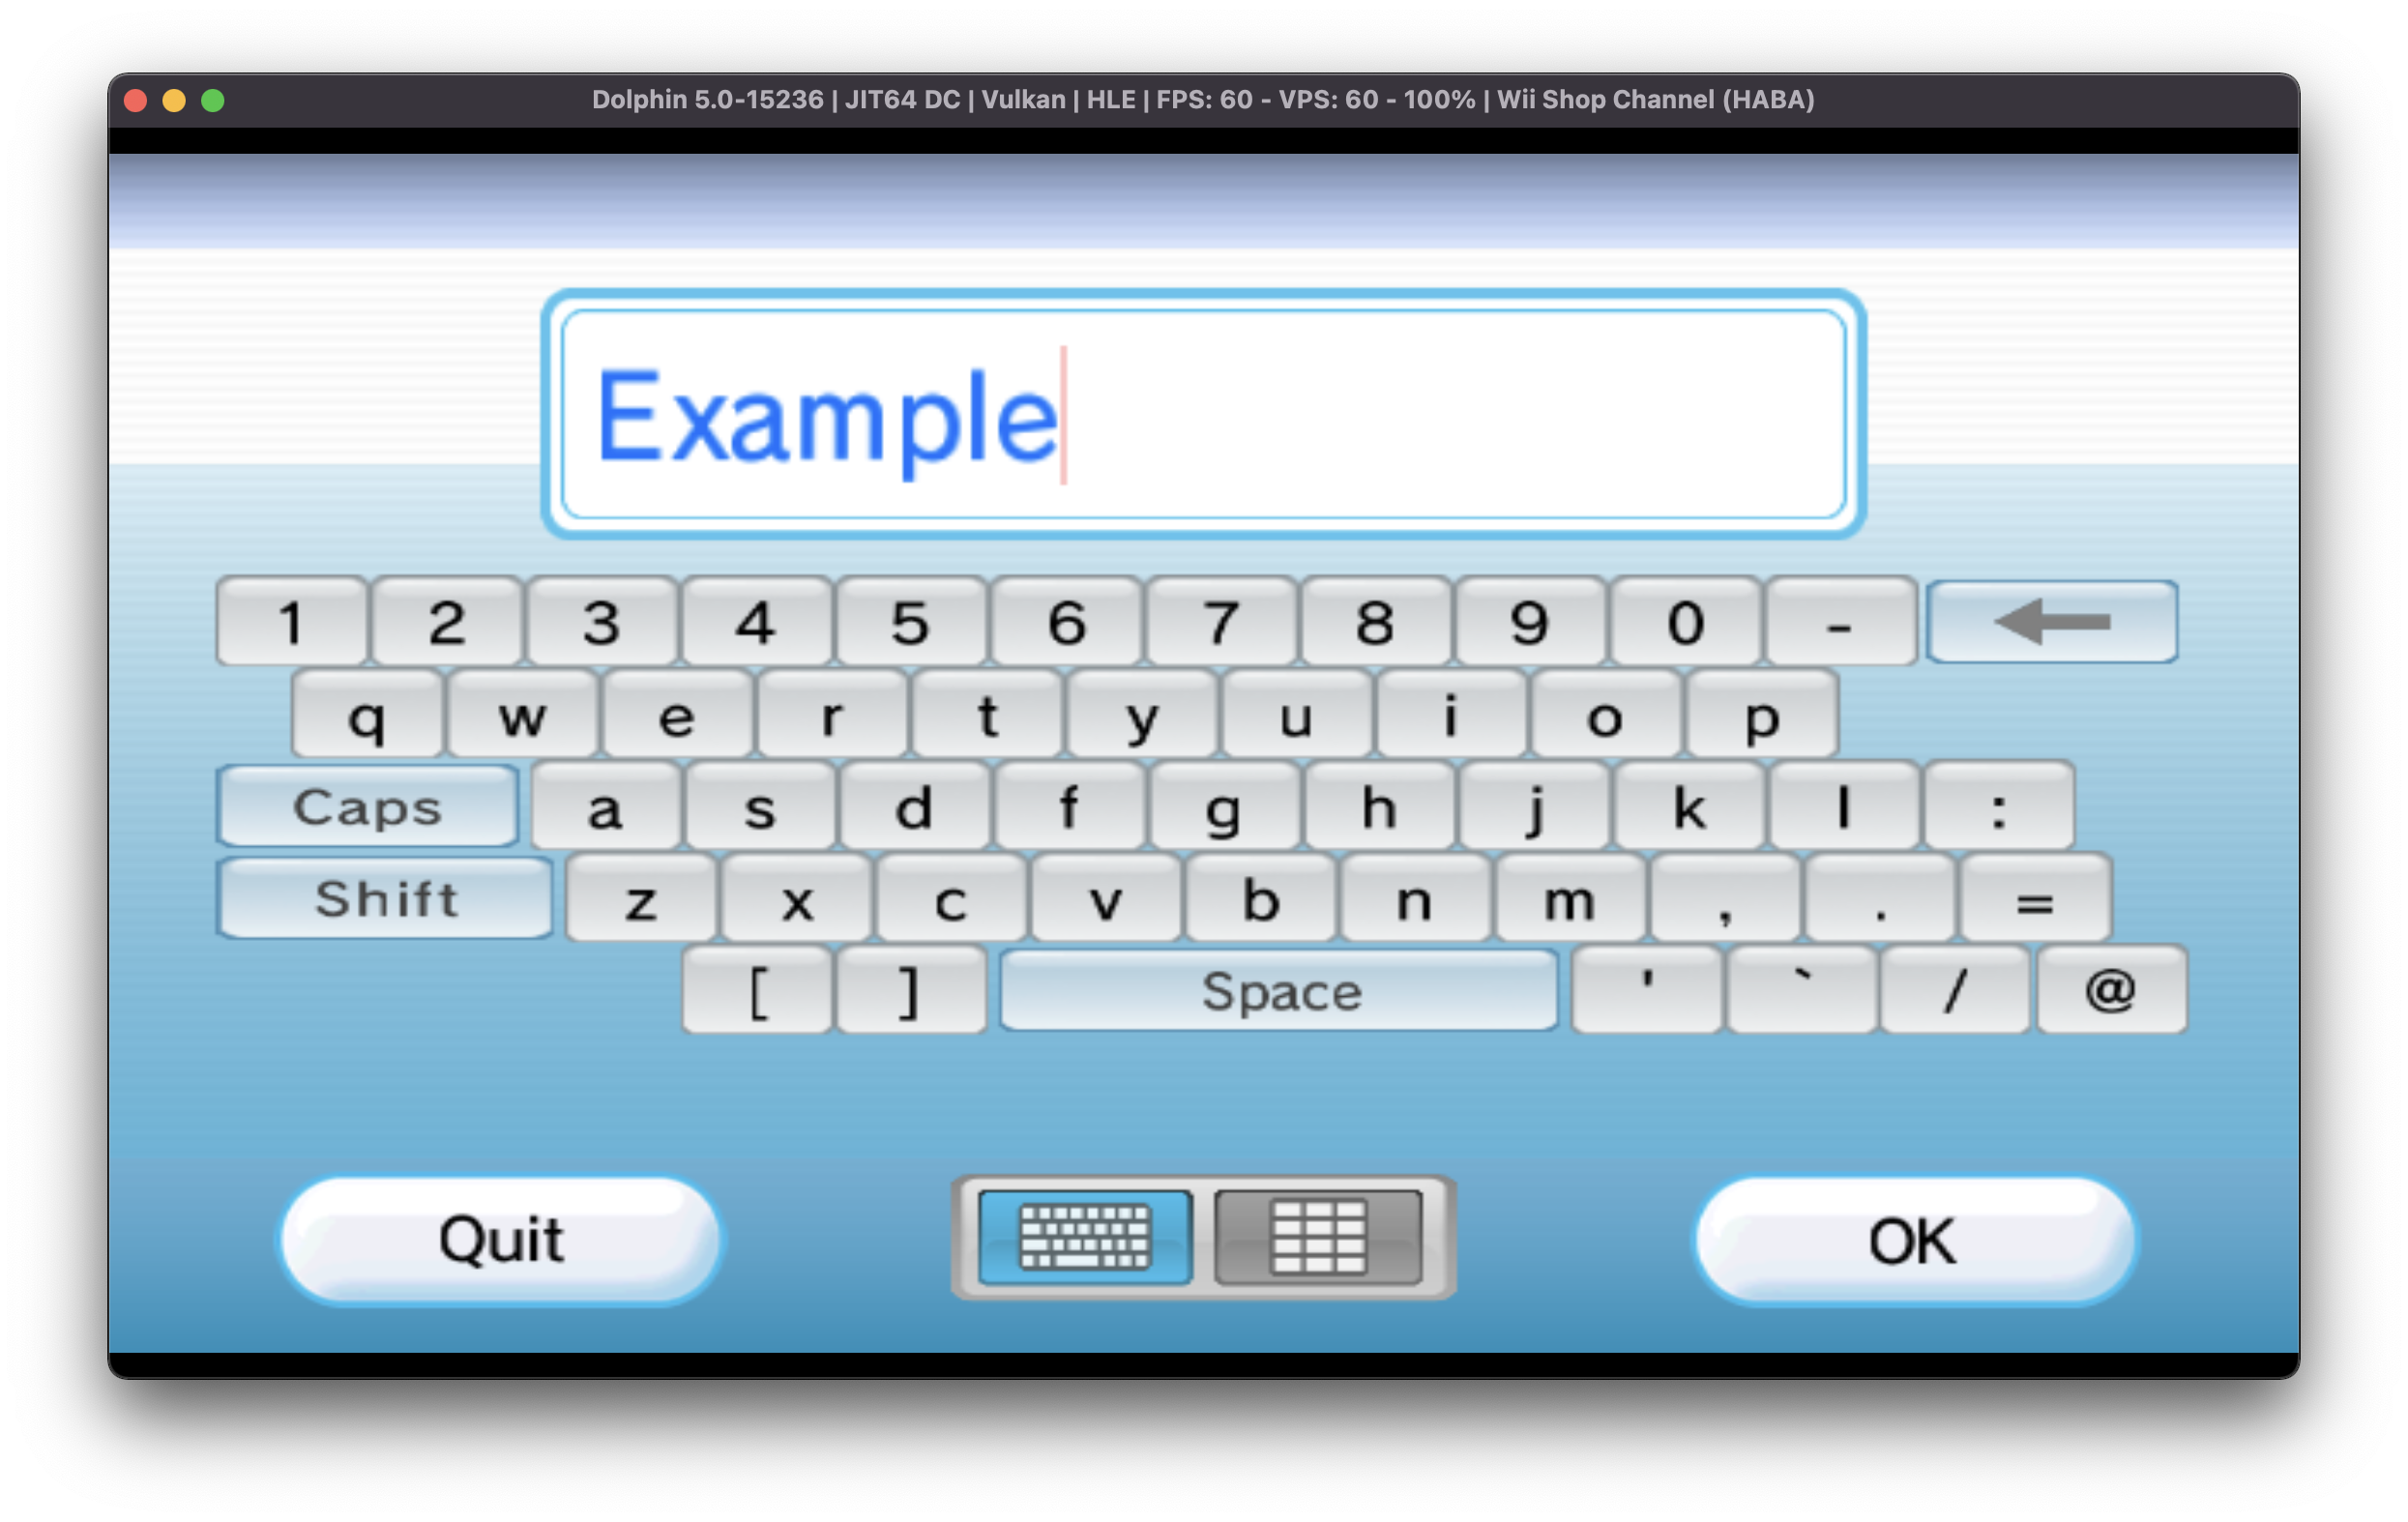 Dolphin 5.0-15236 | JIT64 DC | Vulkan | HLE | FPS: 60 - VPS: 60 - 100% | Wii Shop Channel (HABA)
Example
1 2 3 4 5 6 7 8 9 0 -
q w e r t y u i o p
Caps a s d f g h j k l :
Shift z x c v b n m , . =
[ ] Space ' ` / @
Quit OK